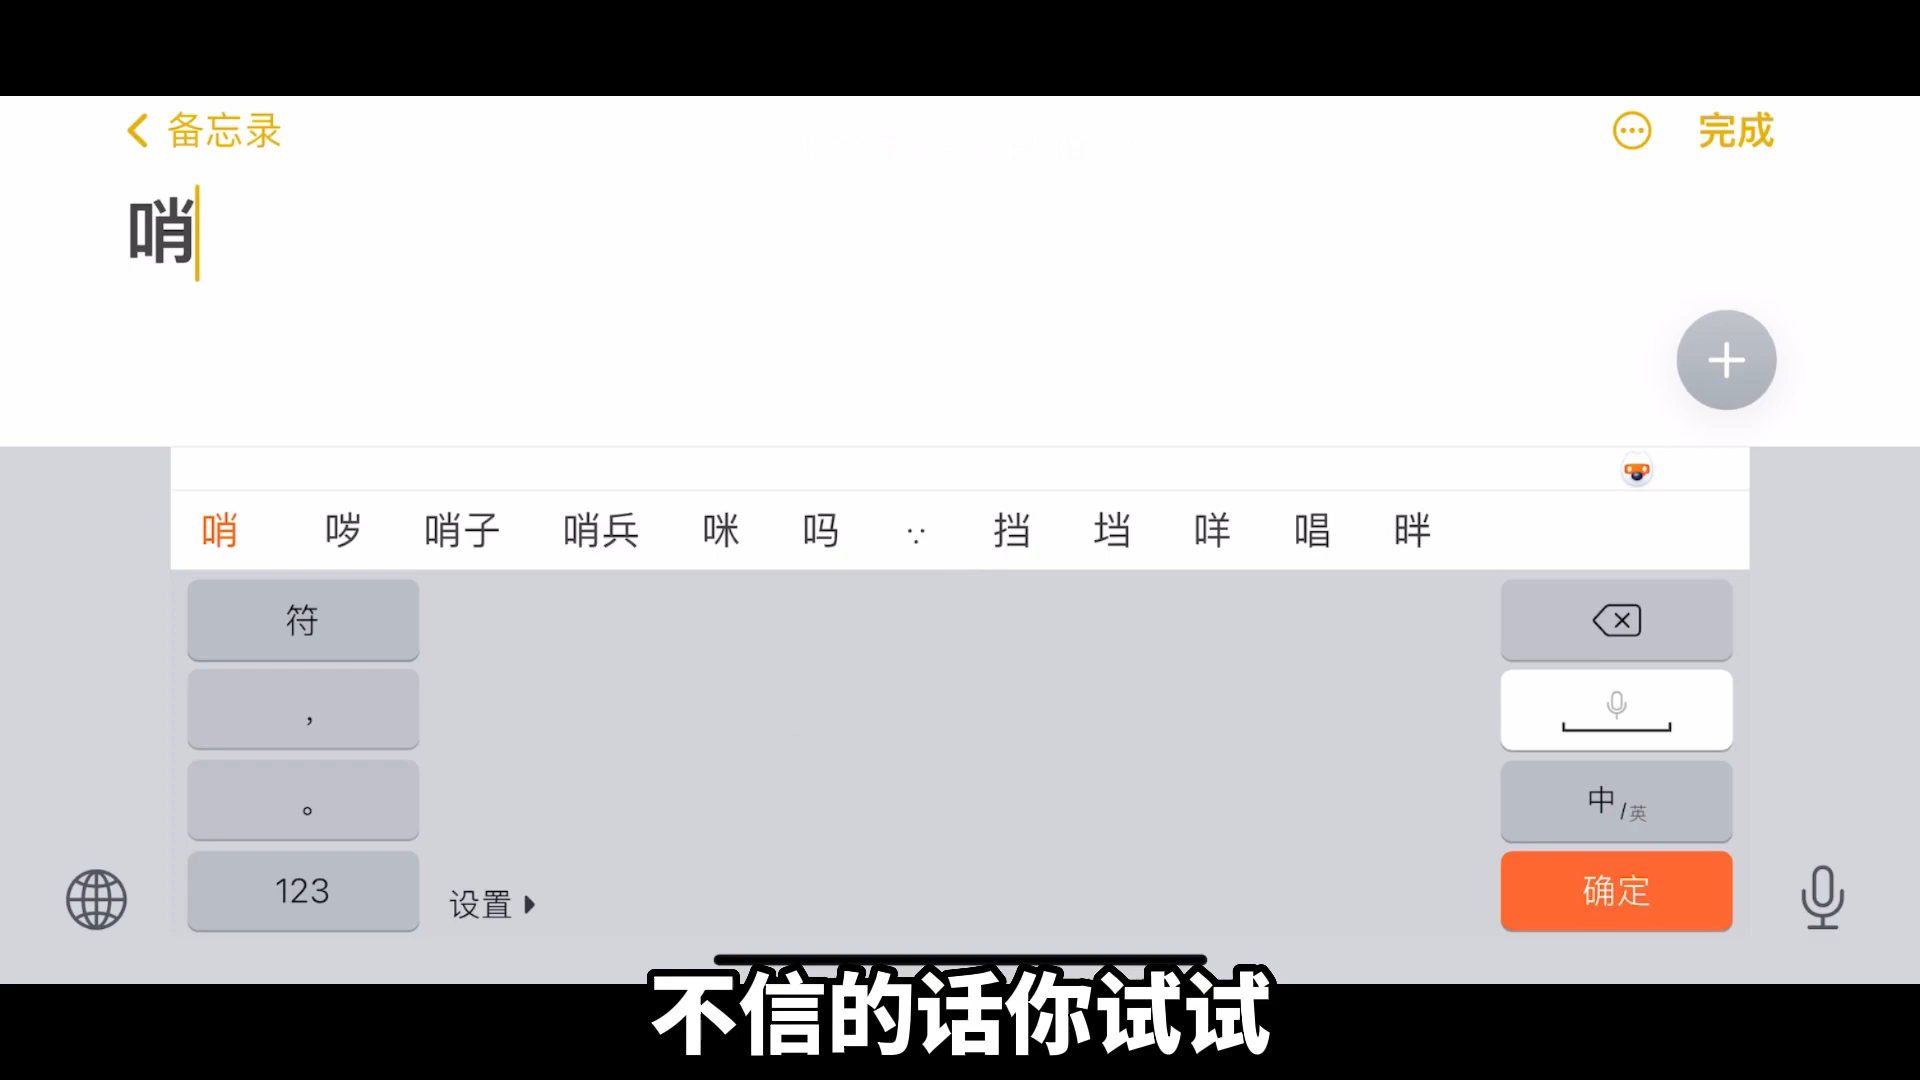 备忘录
完成
哨
哨 啰 哨子 哨兵 咪 吗 ∵ 挡 垱 咩 唱 畔
符
，
。
中/英
123
设置
确定
不信的话你试试